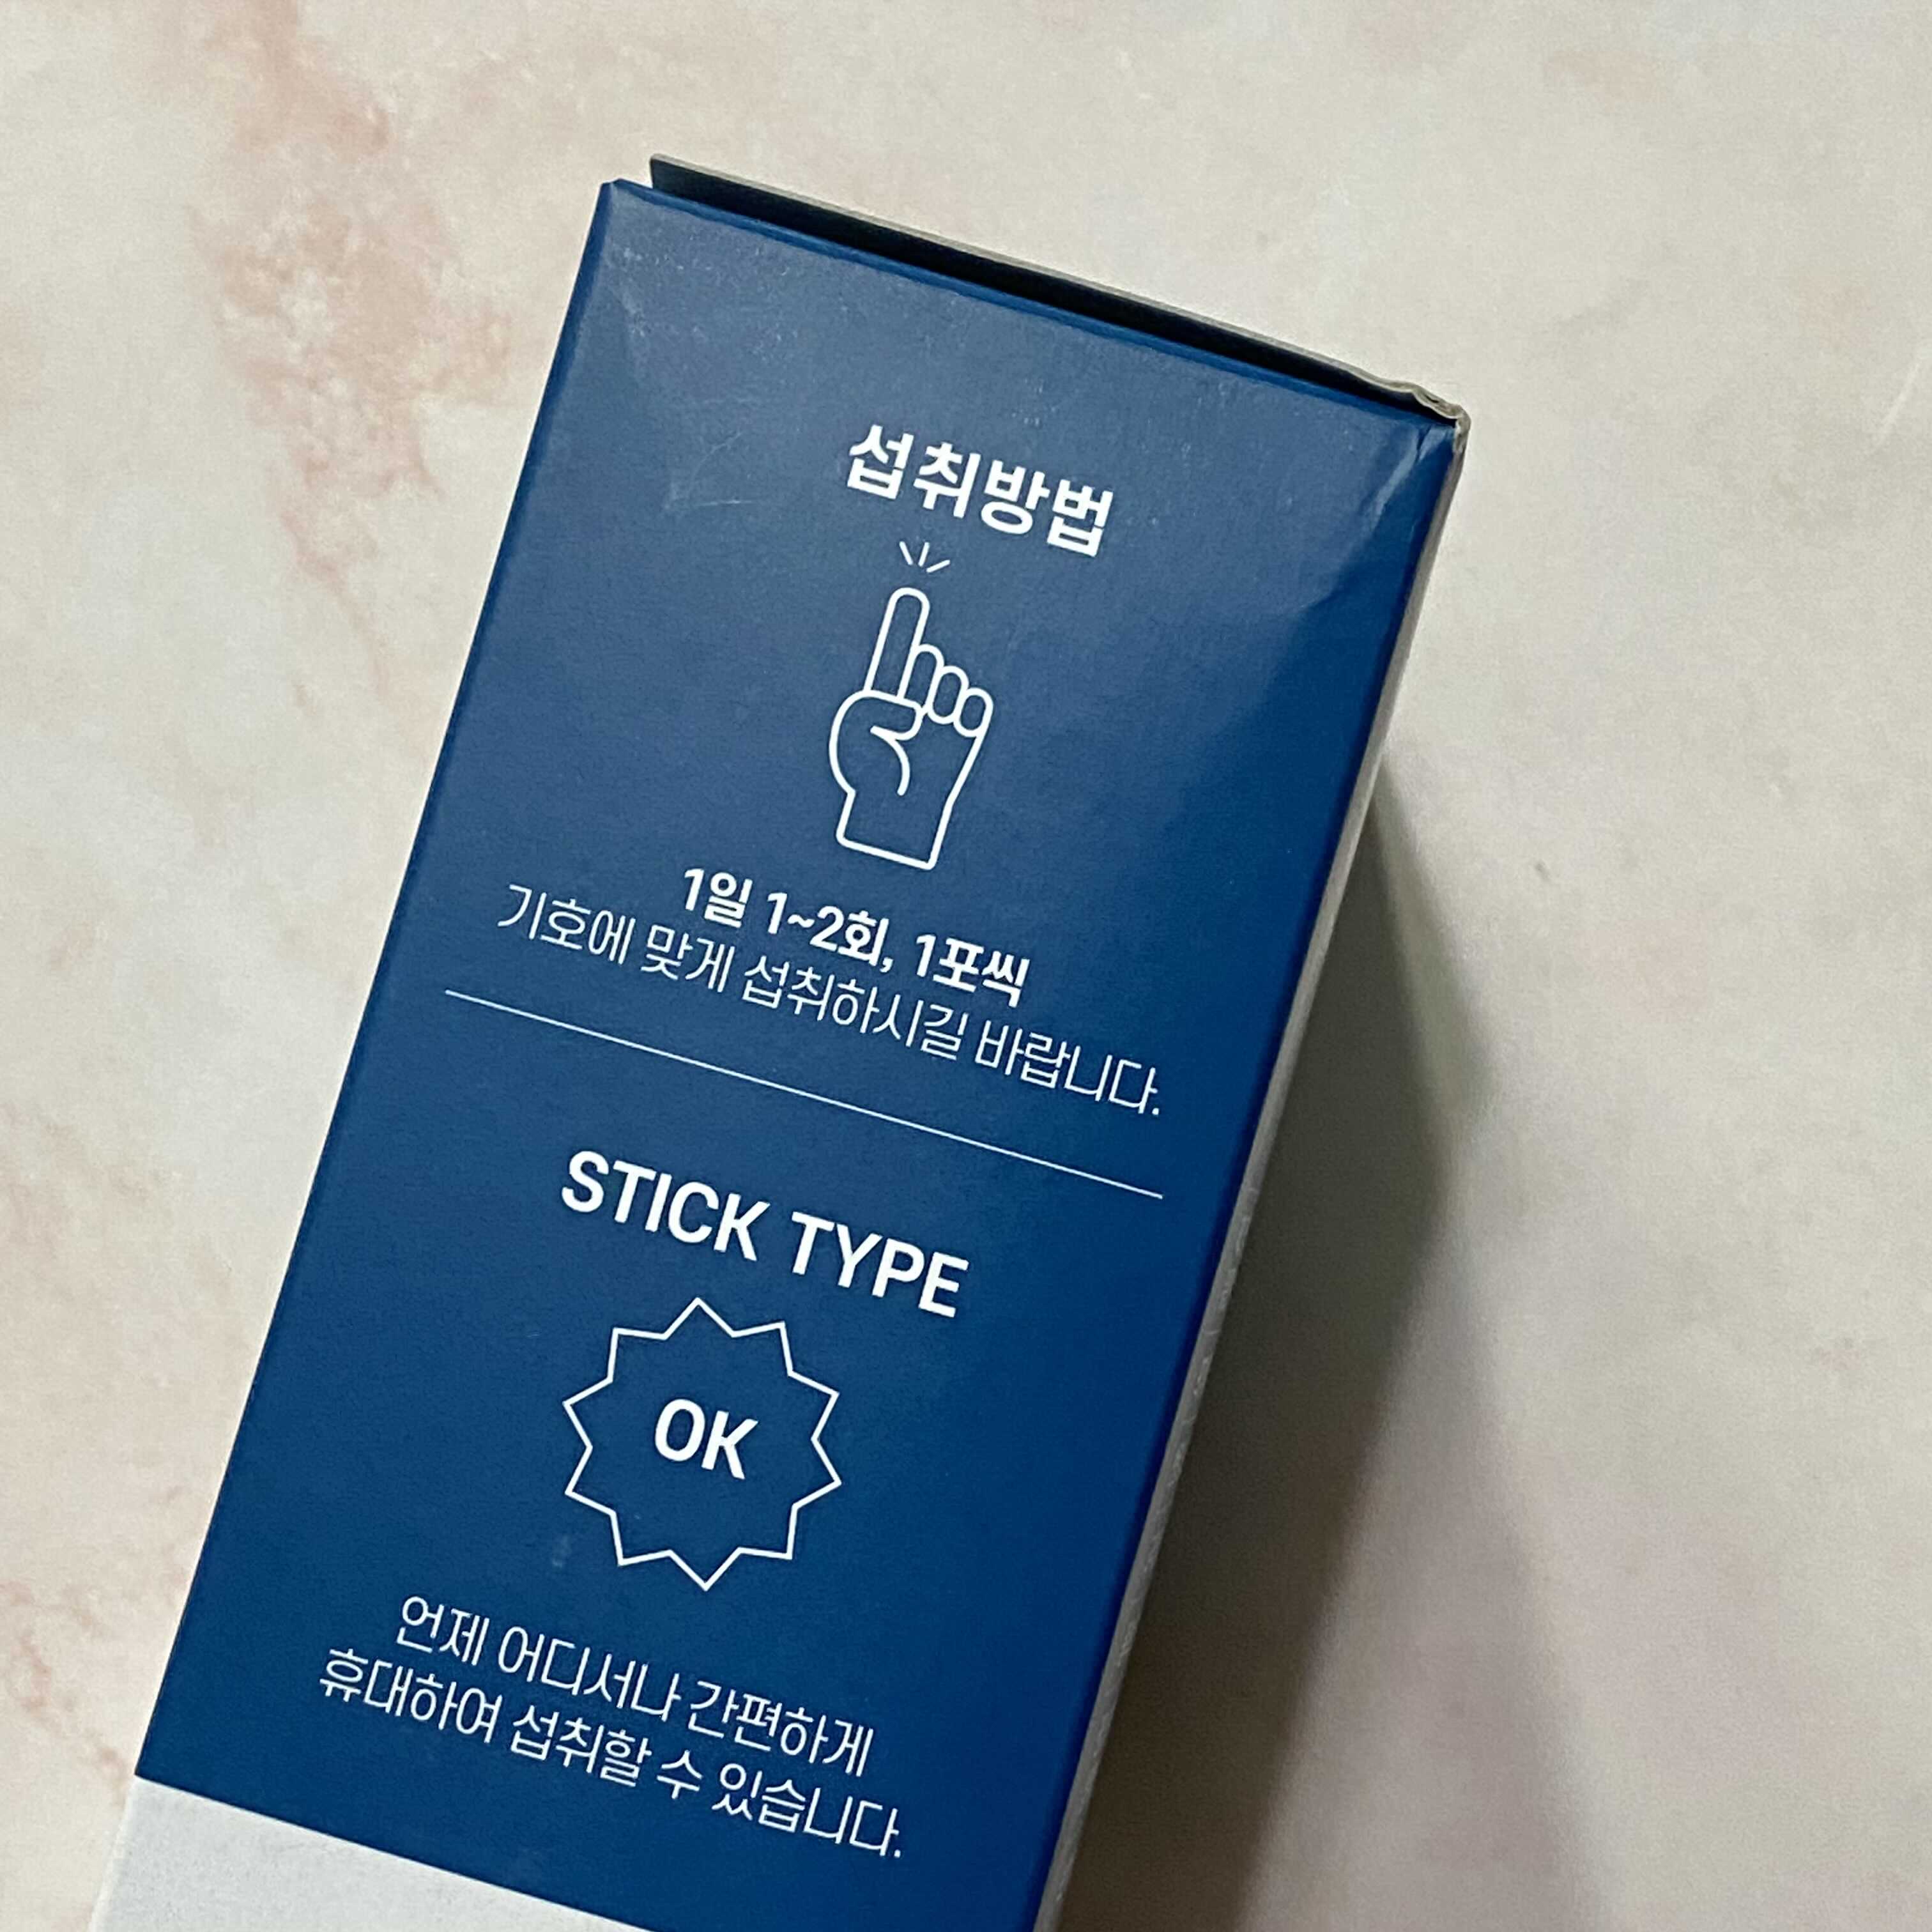 섭취방법
1일 1~2회, 1포씩
기호에 맞게 섭취하시길 바랍니다.
STICK TYPE
OK
언제 어디서나 간편하게
휴대하여 섭취할 수 있습니다.